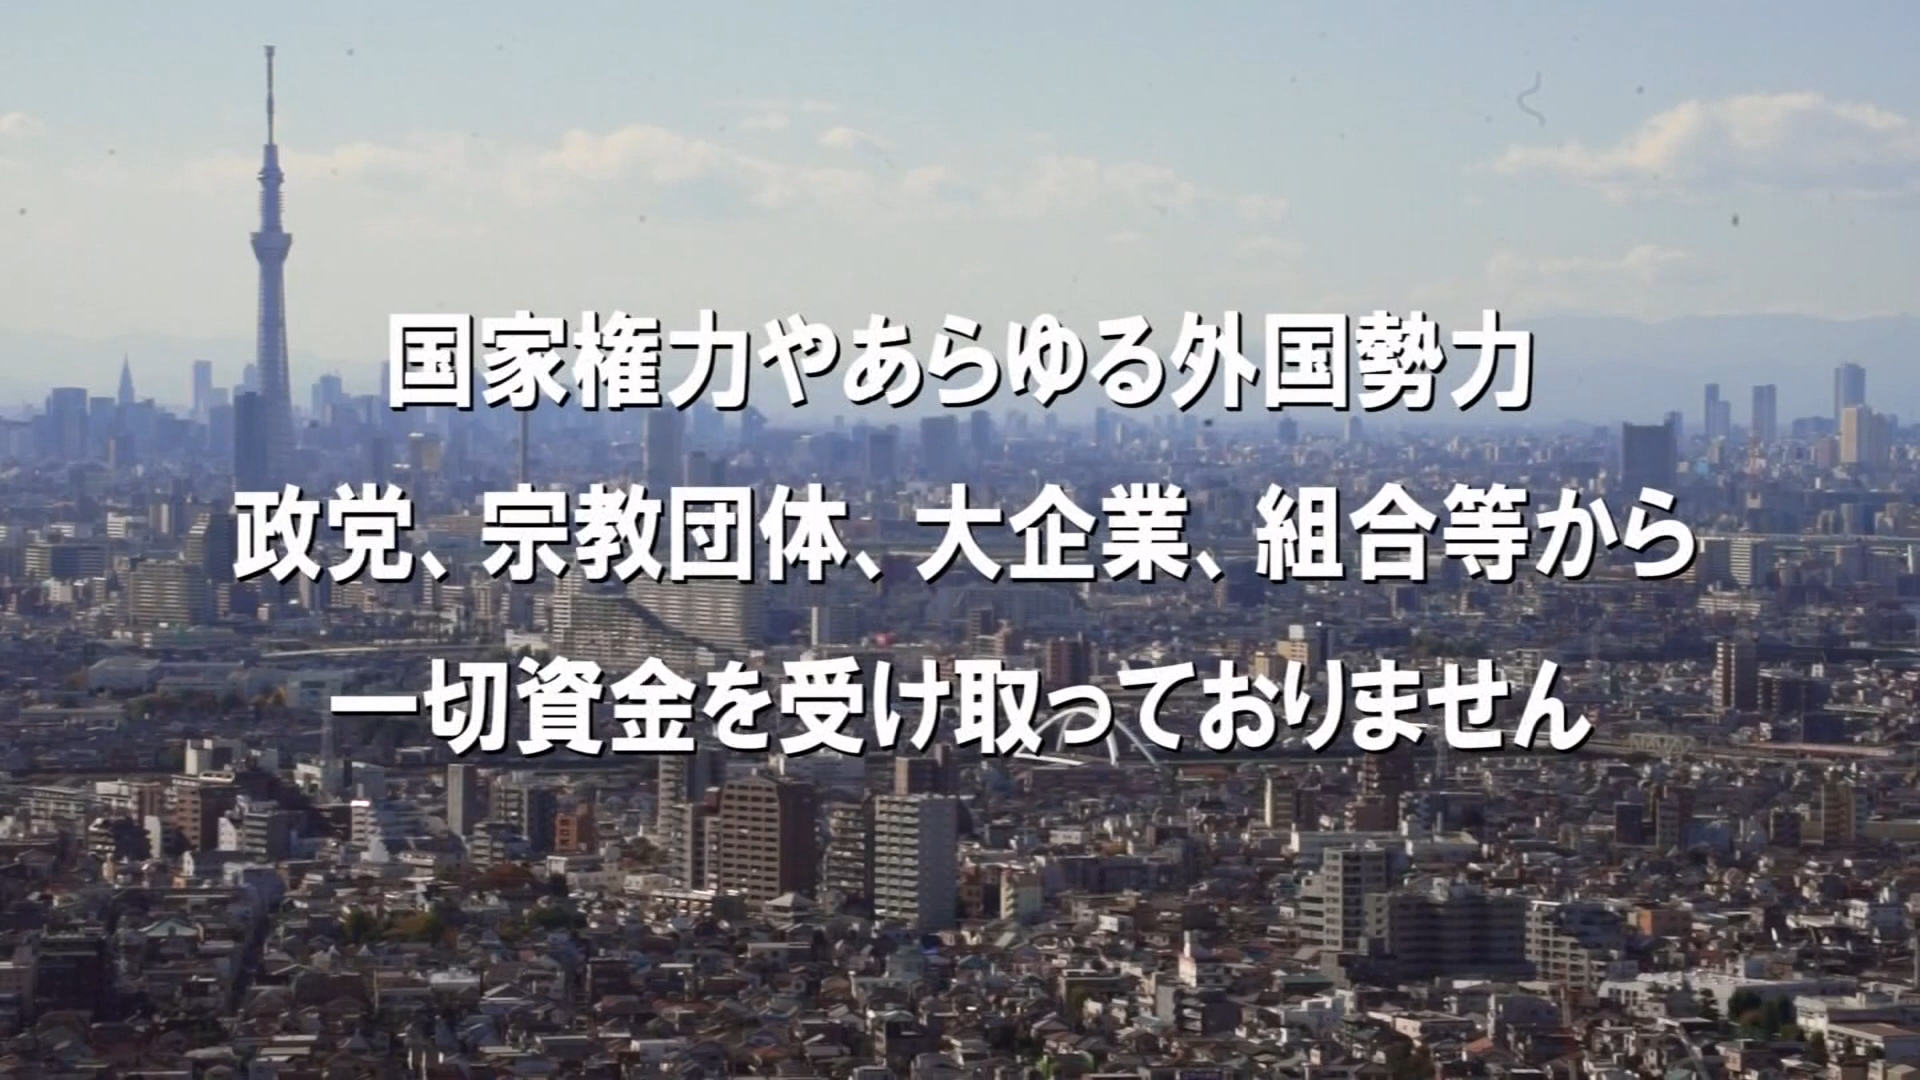 国家権力やあらゆる外国勢力
政党、宗教団体、大企業、組合等から
一切資金を受け取っておりません